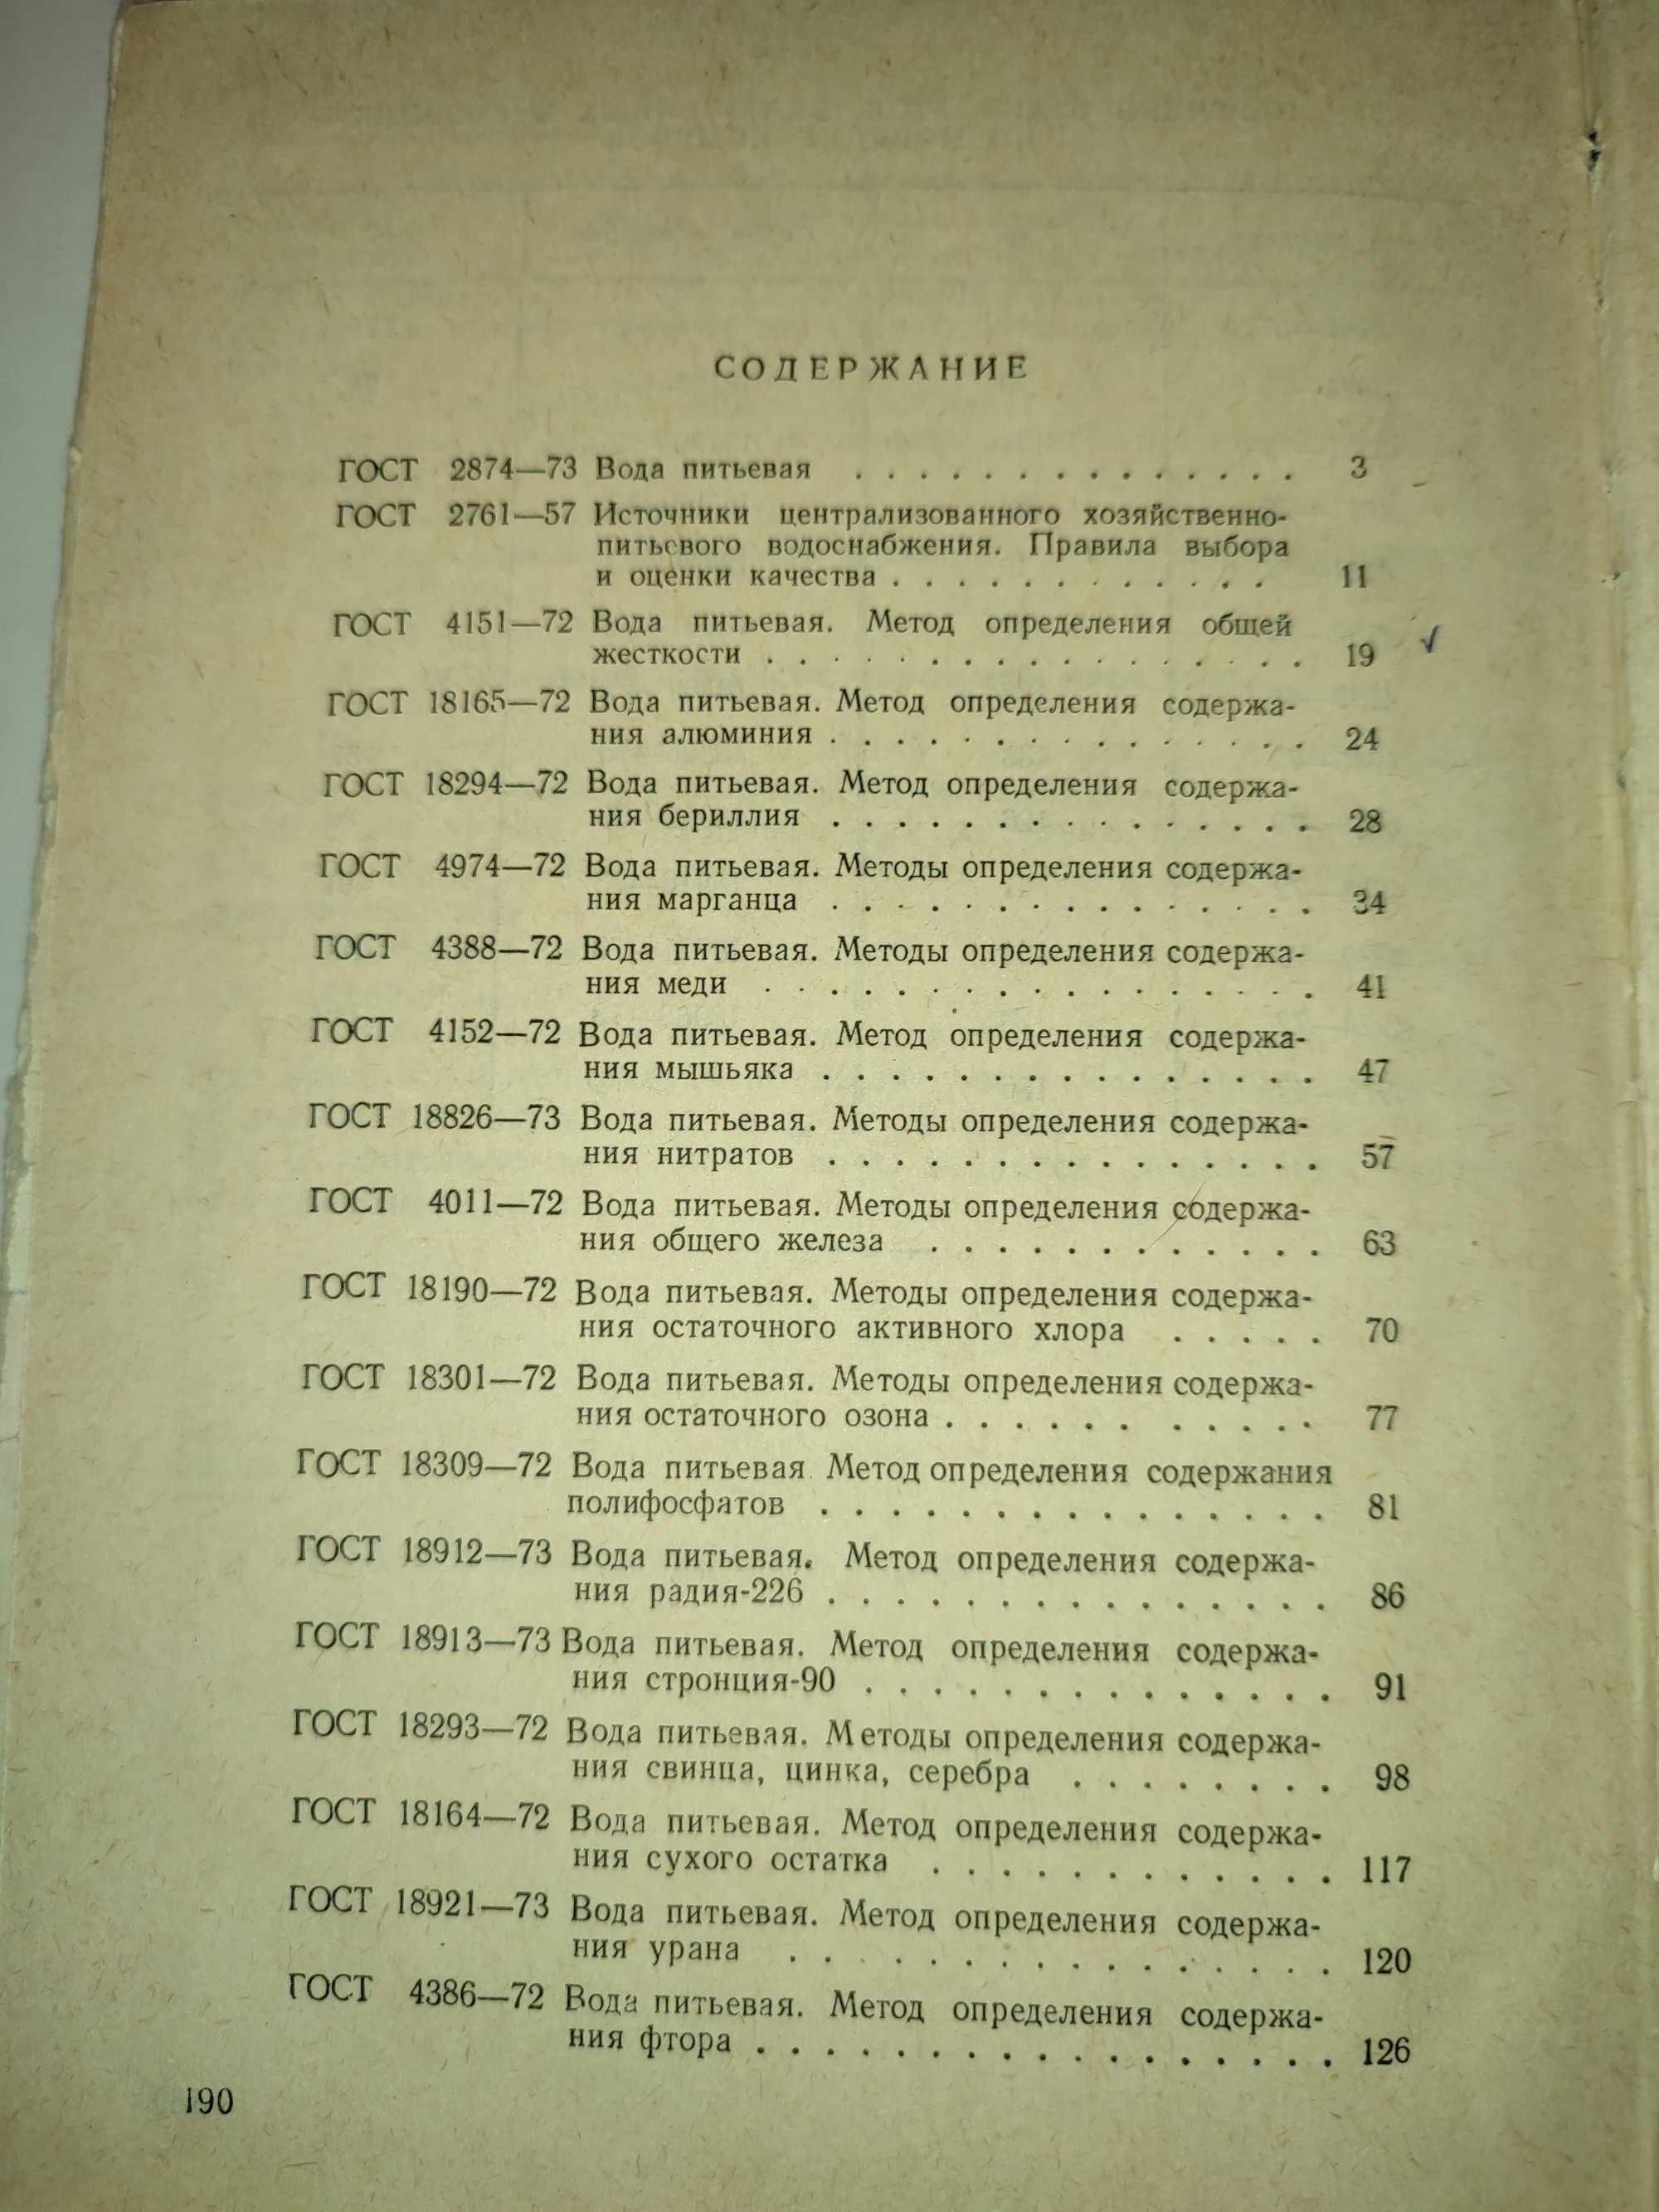 СОДЕРЖАНИЕ
ГОСТ 2874—73 Вода питьевая . . . . . . . . . . . . . . 3
ГОСТ 2761—57 Источники централизованного хозяйственно-
питьевого водоснабжения. Правила выбора
и оценки качества . . . . . . . . . . . . 11
ГОСТ 4151—72 Вода питьевая. Метод определения общей
жесткости . . . . . . . . . . . . . . . . . 19 √
ГОСТ 18165—72 Вода питьевая. Метод определения содержа-
ния алюминия . . . . . . . . . . . . . . . 24
ГОСТ 18294—72 Вода питьевая. Метод определения содержа-
ния бериллия . . . . . . . . . . . . . . . 28
ГОСТ 4974—72 Вода питьевая. Методы определения содержа-
ния марганца . . . . . . . . . . . . . . . 34
ГОСТ 4388—72 Вода питьевая. Методы определения содержа-
ния меди . . . . . . . . . . . . . . . . . 41
ГОСТ 4152—72 Вода питьевая. Метод определения содержа-
ния мышьяка . . . . . . . . . . . . . . . 47
ГОСТ 18826—73 Вода питьевая. Методы определения содержа-
ния нитратов . . . . . . . . . . . . . . . 57
ГОСТ 4011—72 Вода питьевая. Методы определения содержа-
ния общего железа . . . . . . . . . . . . 63
ГОСТ 18190—72 Вода питьевая. Методы определения содержа-
ния остаточного активного хлора . . . . . 70
ГОСТ 18301—72 Вода питьевая. Методы определения содержа-
ния остаточного озона . . . . . . . . . . . 77
ГОСТ 18309—72 Вода питьевая. Метод определения содержания
полифосфатов . . . . . . . . . . . . . . . 81
ГОСТ 18912—73 Вода питьевая. Метод определения содержа-
ния радия-226 . . . . . . . . . . . . . . . 86
ГОСТ 18913—73 Вода питьевая. Метод определения содержа-
ния стронция-90 . . . . . . . . . . . . . . 91
ГОСТ 18293—72 Вода питьевая. Методы определения содержа-
ния свинца, цинка, серебра . . . . . . . . 98
ГОСТ 18164—72 Вода питьевая. Метод определения содержа-
ния сухого остатка . . . . . . . . . . . . 117
ГОСТ 18921—73 Вода питьевая. Метод определения содержа-
ния урана . . . . . . . . . . . . . . . . 120
ГОСТ 4386—72 Вода питьевая. Метод определения содержа-
ния фтора . . . . . . . . . . . . . . . . . 126
190